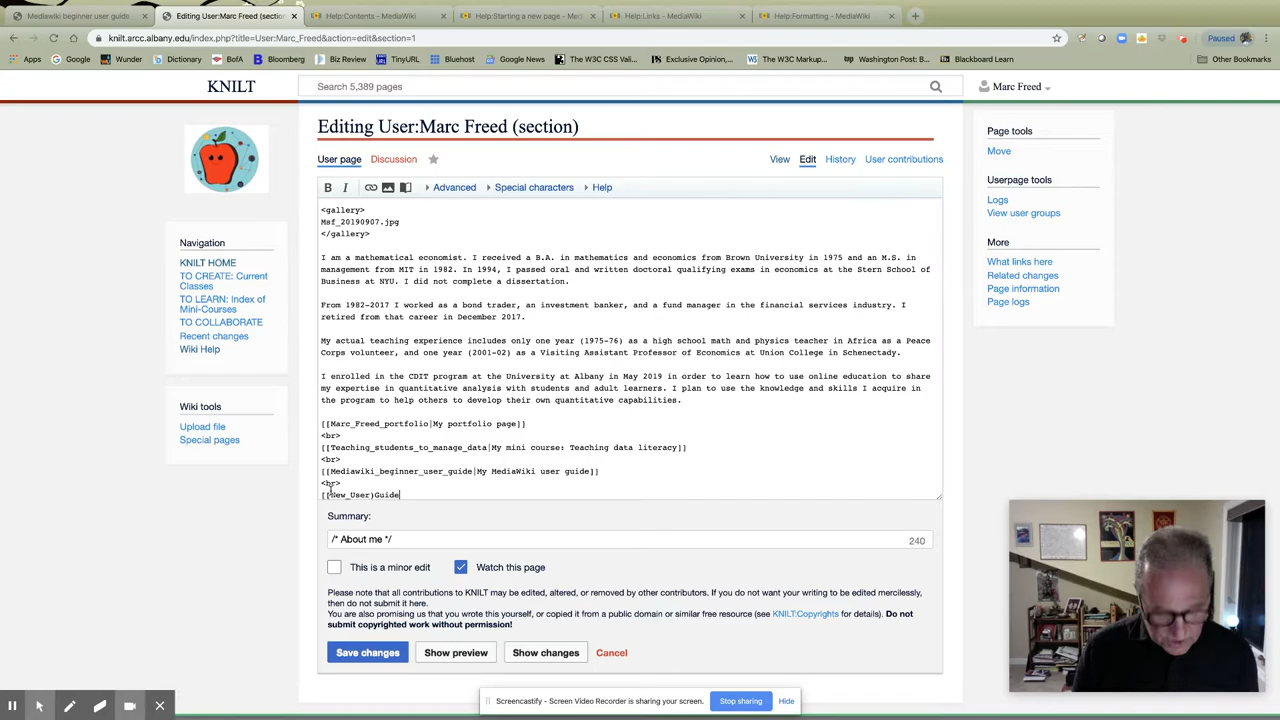 Mediawiki beginner user guide
Editing User:Marc Freed (sectio
Help:Contents - MediaWiki
Help:Starting a new page - Med
Help:Links - MediaWiki
Help:Formatting - MediaWiki
knilt.arcc.albany.edu/index.php?title=User:Marc_Freed&action=edit&section=1
Paused
Apps
Google
Wunder
Dictionary
BofA
Bloomberg
Biz Review
TinyURL
Bluehost
Google News
The W3C CSS Vali...
Exclusive Opinion,...
The W3C Markup...
Washington Post: B...
Blackboard Learn
Other Bookmarks
KNILT
Search 5,389 pages
Marc Freed
Editing User:Marc Freed (section)
User page
Discussion
View
Edit
History
User contributions
B
I
Advanced
Special characters
Help
<gallery>
Msf_20190907.jpg
</gallery>
I am a mathematical economist. I received a B.A. in mathematics and economics from Brown University in 1975 and an M.S. in
management from MIT in 1982. In 1994, I passed oral and written doctoral qualifying exams in economics at the Stern School of
Business at NYU. I did not complete a dissertation.
From 1982-2017 I worked as a bond trader, an investment banker, and a fund manager in the financial services industry. I
retired from that career in December 2017.
My actual teaching experience includes only one year (1975-76) as a high school math and physics teacher in Africa as a Peace
Corps volunteer, and one year (2001-02) as a Visiting Assistant Professor of Economics at Union College in Schenectady.
I enrolled in the CDIT program at the University at Albany in May 2019 in order to learn how to use online education to share
my expertise in quantitative analysis with students and adult learners. I plan to use the knowledge and skills I acquire in
the program to help others to develop their own quantitative capabilities.
[[Marc_Freed_portfolio|My portfolio page]]
<br>
[[Teaching_students_to_manage_data|My mini course: Teaching data literacy]]
<br>
[[Mediawiki_beginner_user_guide|My MediaWiki user guide]]
<br>
[[New_User)Guide
Summary:
/* About me */
240
This is a minor edit
Watch this page
Please note that all contributions to KNILT may be edited, altered, or removed by other contributors. If you do not want your writing to be edited mercilessly,
then do not submit it here.
You are also promising us that you wrote this yourself, or copied it from a public domain or similar free resource (see KNILT:Copyrights for details). Do not
submit copyrighted work without permission!
Save changes
Show preview
Show changes
Cancel
Navigation
KNILT HOME
TO CREATE: Current
Classes
TO LEARN: Index of
Mini-Courses
TO COLLABORATE
Recent changes
Wiki Help
Wiki tools
Upload file
Special pages
Page tools
Move
Userpage tools
Logs
View user groups
More
What links here
Related changes
Page information
Page logs
Screencastify - Screen Video Recorder is sharing your screen.
Stop sharing
Hide